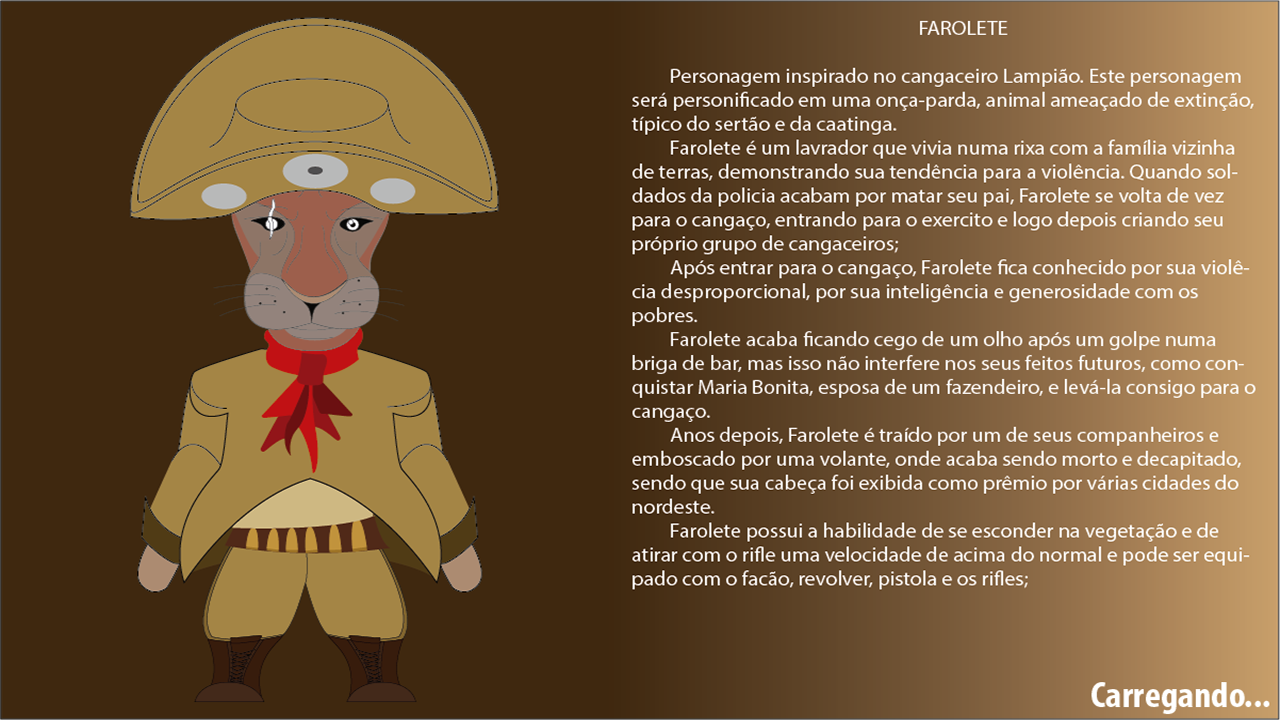 FAROLETE
Personagem inspirado no cangaceiro Lampião. Este personagem
será personificado em uma onça-parda, animal ameaçado de extinção,
típico do sertão e da caatinga.
Farolete é um lavrador que vivia numa rixa com a família vizinha
de terras, demonstrando sua tendência para a violência. Quando sol-
dados da policia acabam por matar seu pai, Farolete se volta de vez
para o cangaço, entrando para o exercito e logo depois criando seu
próprio grupo de cangaceiros;
Após entrar para o cangaço, Farolete fica conhecido por sua violê-
cia desproporcional, por sua inteligência e generosidade com os
pobres.
Farolete acaba ficando cego de um olho após um golpe numa
briga de bar, mas isso não interfere nos seus feitos futuros, como con-
quistar Maria Bonita, esposa de um fazendeiro, e levá-la consigo para o
cangaço.
Anos depois, Farolete é traído por um de seus companheiros e
emboscado por uma volante, onde acaba sendo morto e decapitado,
sendo que sua cabeça foi exibida como prêmio por várias cidades do
nordeste.
Farolete possui a habilidade de se esconder na vegetação e de
atirar com o rifle uma velocidade de acima do normal e pode ser equi-
pado com o facão, revolver, pistola e os rifles;
Carregando...